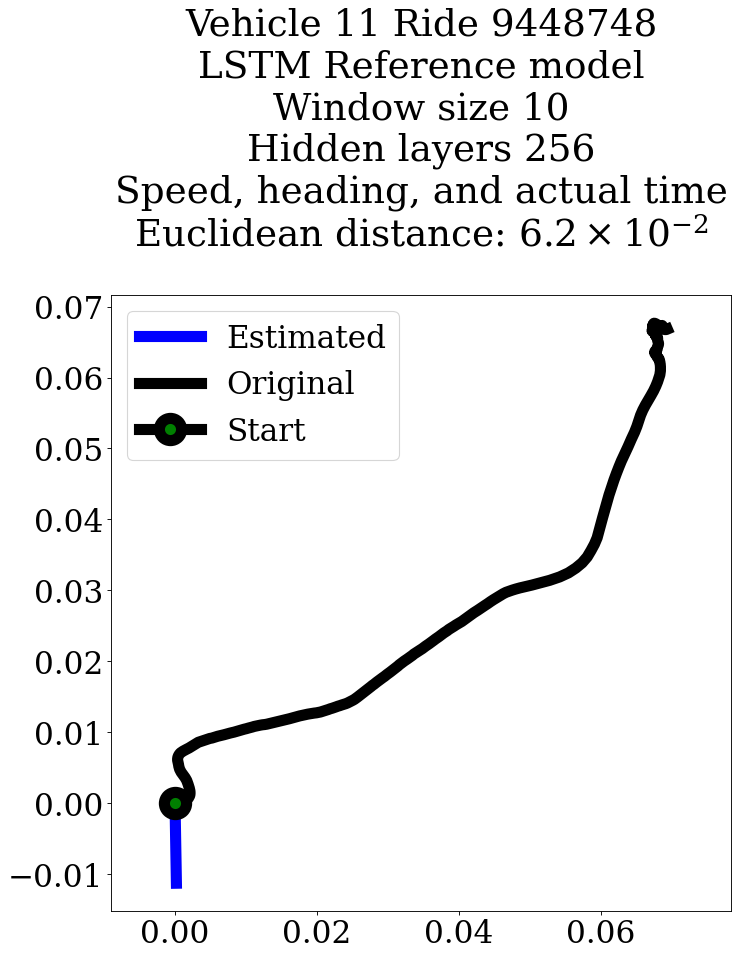 Vehicle 11 Ride 9448748
LSTM Reference model
Window size 10
Hidden layers 256
Speed, heading, and actual time
Euclidean distance: 6.2 × 10⁻²
Estimated
Original
Start
0.07
0.06
0.05
0.04
0.03
0.02
0.01
0.00
−0.01
0.00 0.02 0.04 0.06